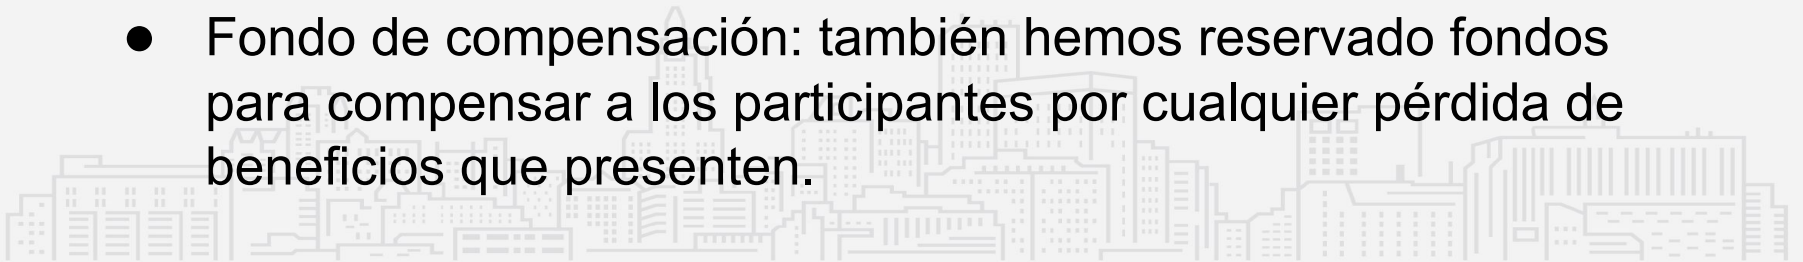 ● Fondo de compensación: también hemos reservado fondos
para compensar a los participantes por cualquier pérdida de
beneficios que presenten.